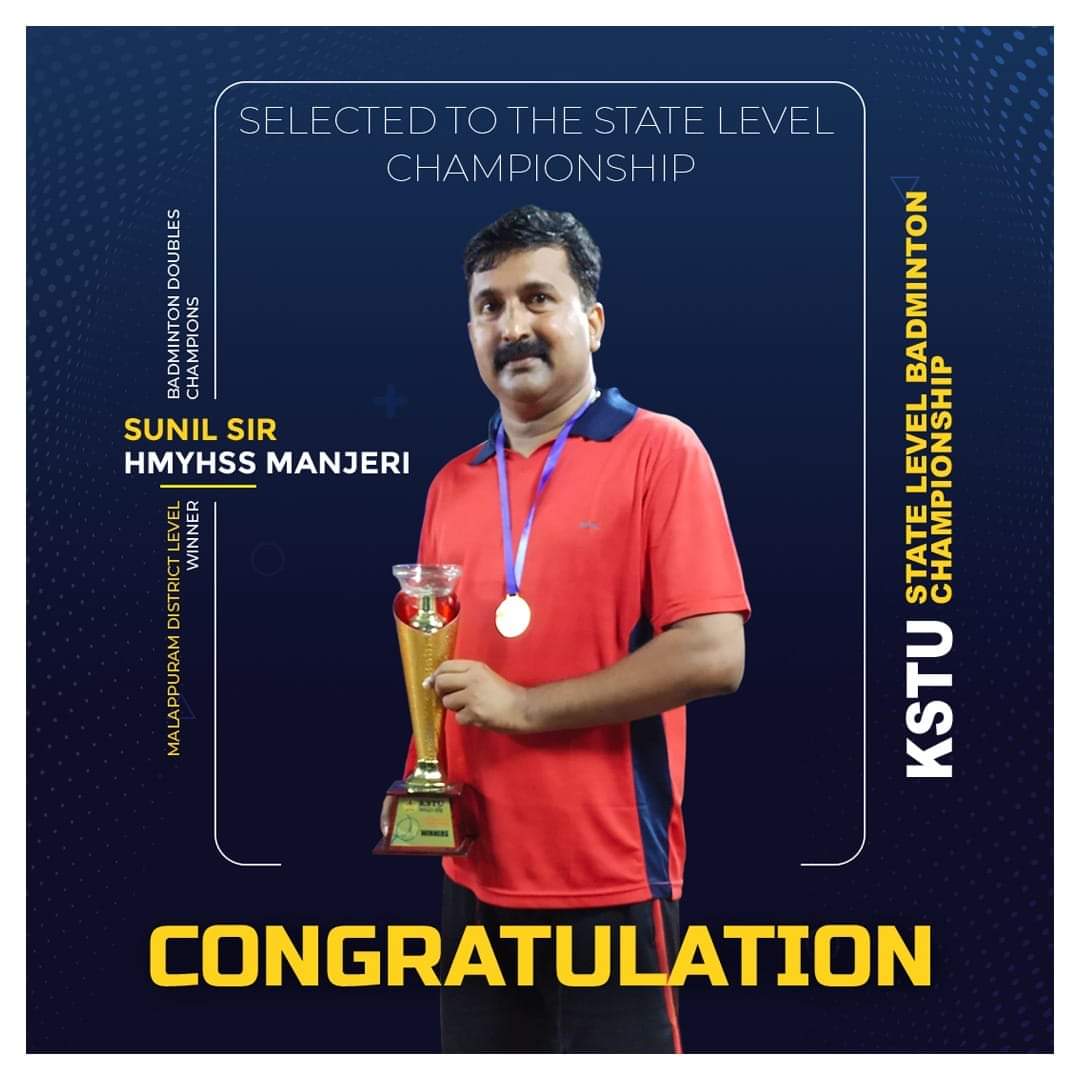 SELECTED TO THE STATE LEVEL
CHAMPIONSHIP
BADMINTON DOUBLES
CHAMPIONS
SUNIL SIR
HMYHSS MANJERI
MALAPPURAM DISTRICT LEVEL
WINNER
KSTU
STATE LEVEL BADMINTON
CHAMPIONSHIP
KSTU
WINNERS
CONGRATULATION